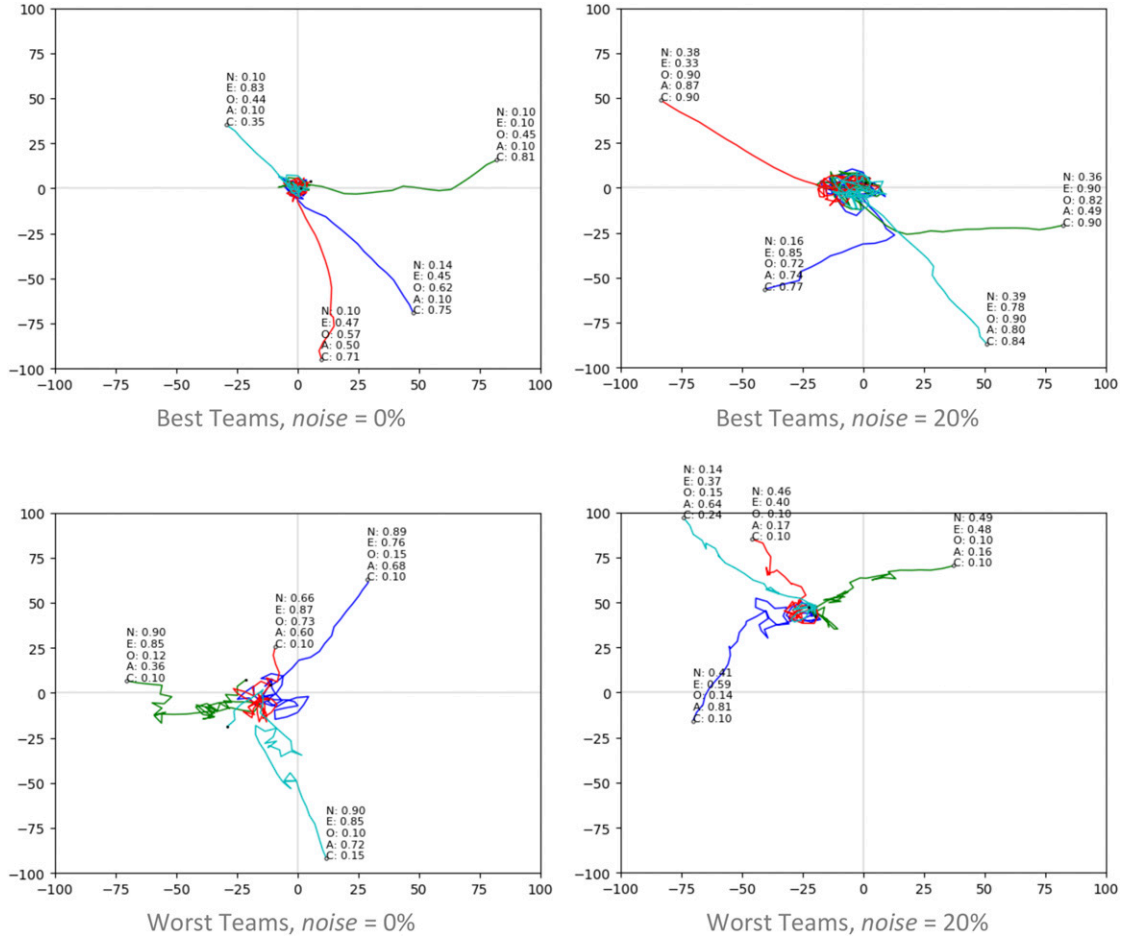 100
75
50
25
0
−25
−50
−75
−100
−100
−75
−50
−25
0
25
50
75
100
N: 0.10
E: 0.83
O: 0.44
A: 0.10
C: 0.35
N: 0.10
E: 0.10
O: 0.45
A: 0.10
C: 0.81
N: 0.14
E: 0.45
O: 0.62
A: 0.10
C: 0.75
N: 0.10
E: 0.47
O: 0.57
A: 0.50
C: 0.71
Best Teams, noise = 0%
100
75
50
25
0
−25
−50
−75
−100
−100
−75
−50
−25
0
25
50
75
100
N: 0.38
E: 0.33
O: 0.90
A: 0.87
C: 0.90
N: 0.36
E: 0.90
O: 0.82
A: 0.49
C: 0.90
N: 0.16
E: 0.85
O: 0.72
A: 0.74
C: 0.77
N: 0.39
E: 0.78
O: 0.90
A: 0.80
C: 0.84
Best Teams, noise = 20%
100
75
50
25
0
−25
−50
−75
−100
−100
−75
−50
−25
0
25
50
75
100
N: 0.89
E: 0.76
O: 0.15
A: 0.68
C: 0.10
N: 0.66
E: 0.87
O: 0.73
A: 0.60
C: 0.10
N: 0.90
E: 0.85
O: 0.12
A: 0.36
C: 0.10
N: 0.90
E: 0.85
O: 0.10
A: 0.72
C: 0.15
Worst Teams, noise = 0%
100
75
50
25
0
−25
−50
−75
−100
−100
−75
−50
−25
0
25
50
75
100
N: 0.14
E: 0.37
O: 0.15
A: 0.64
C: 0.24
N: 0.46
E: 0.40
O: 0.10
A: 0.17
C: 0.10
N: 0.49
E: 0.48
O: 0.10
A: 0.16
C: 0.10
N: 0.41
E: 0.59
O: 0.14
A: 0.81
C: 0.10
Worst Teams, noise = 20%